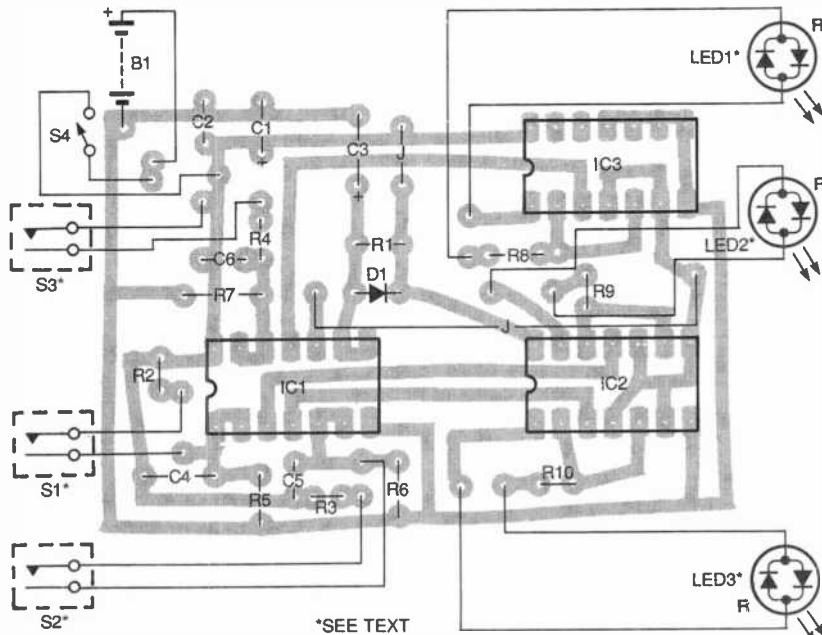 +
B1
S4
C2
C1
+
C3
+
J
IC3
LED1*
R
S3*
R4
C6
R7
R1
D1
R8
LED2*
R
R9
J
R2
IC1
IC2
S1*
C4
R5
C5
R3
R6
R10
S2*
LED3*
R
*SEE TEXT